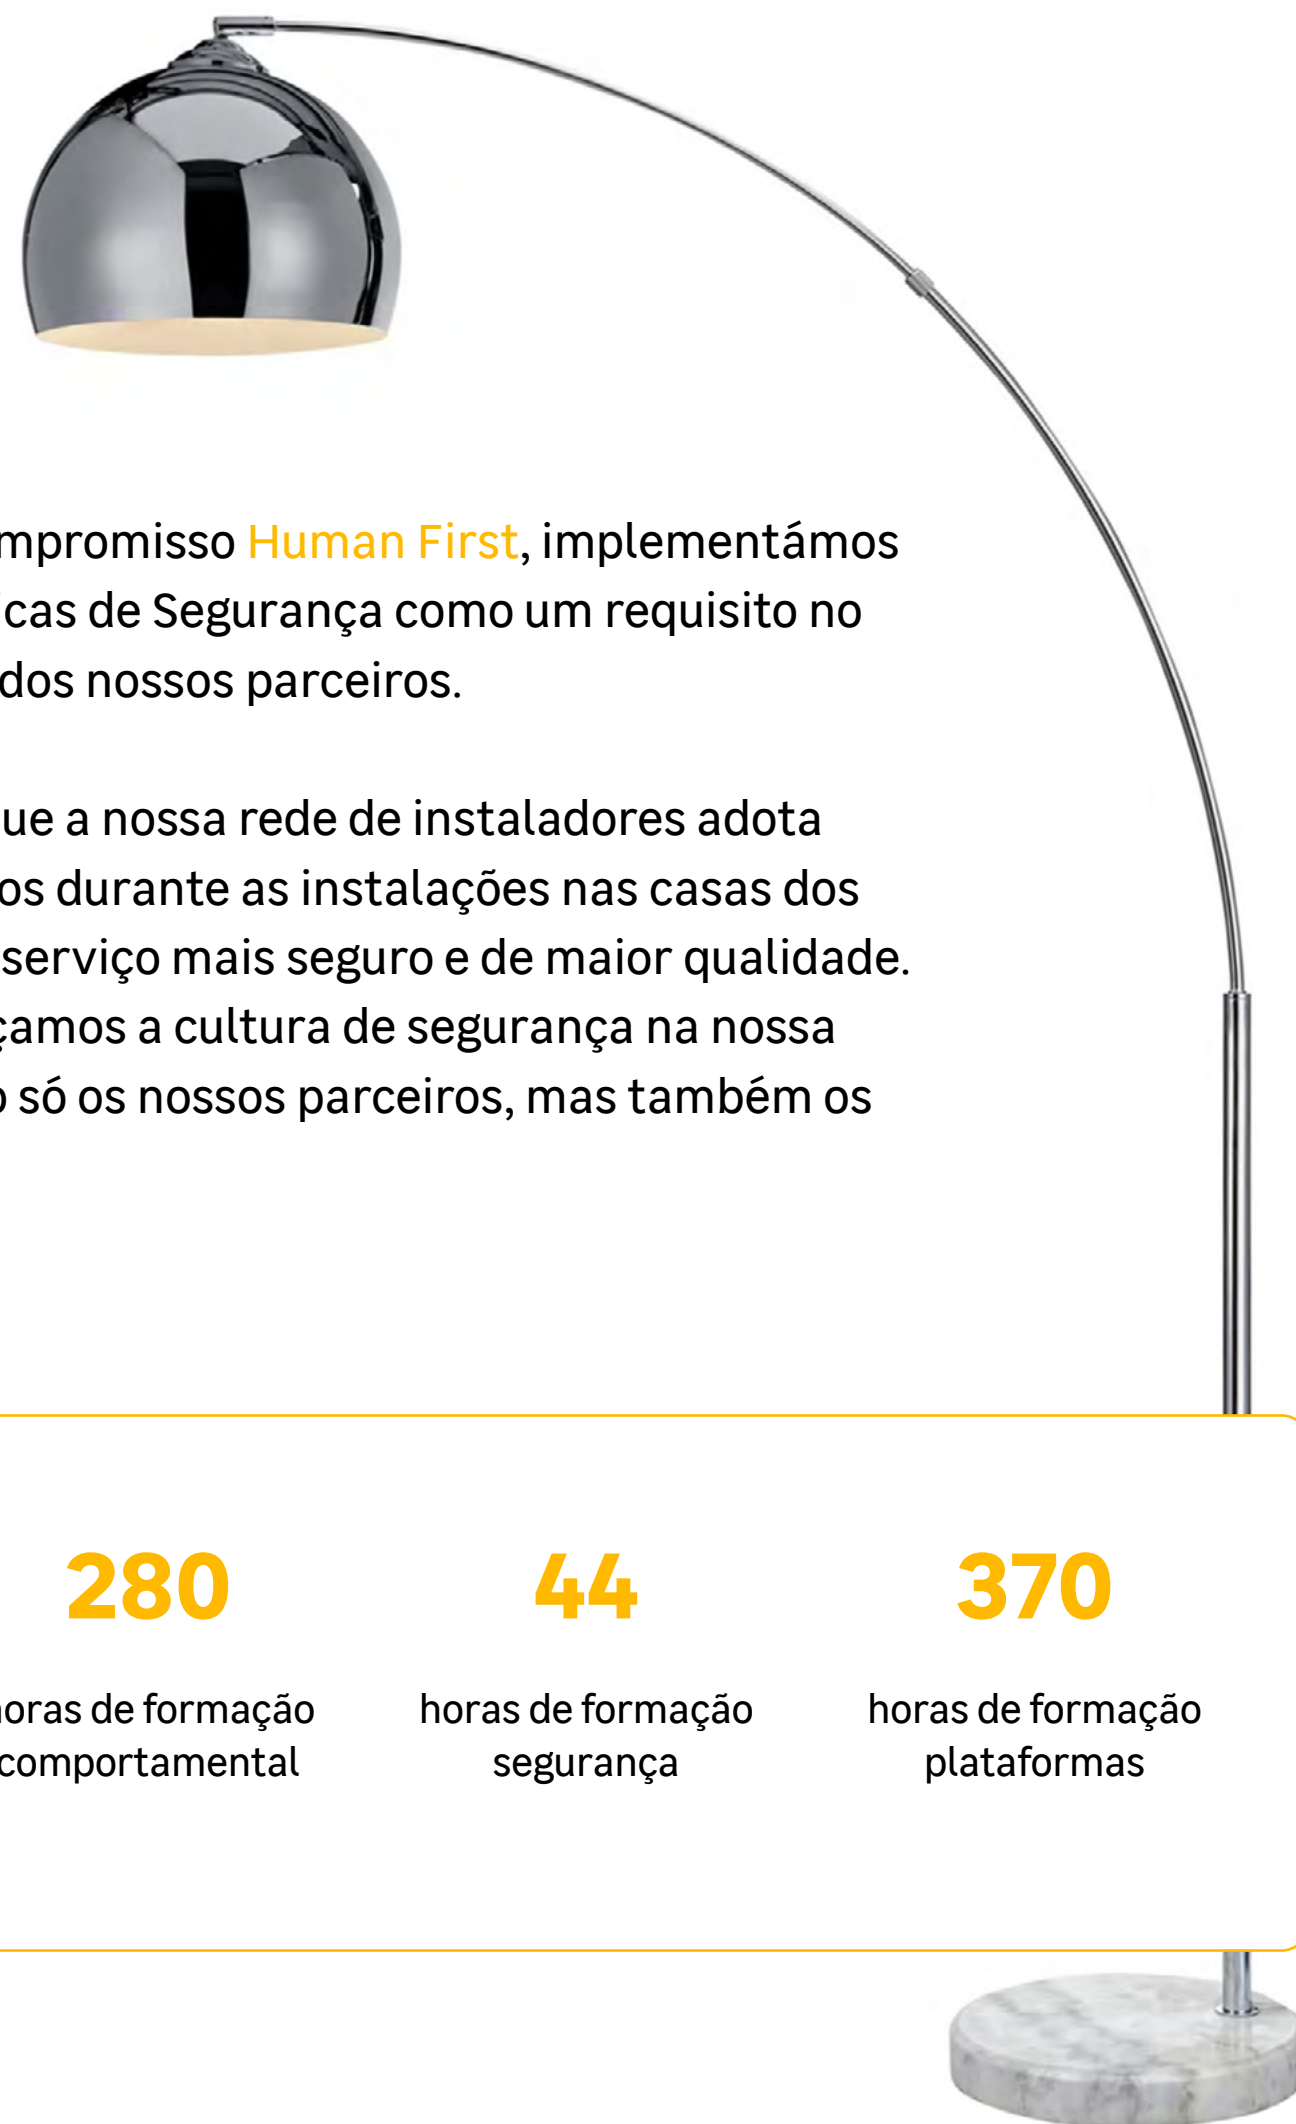 mpromisso Human First, implementámos
icas de Segurança como um requisito no
dos nossos parceiros.
ue a nossa rede de instaladores adota
os durante as instalações nas casas dos
serviço mais seguro e de maior qualidade.
çamos a cultura de segurança na nossa
o só os nossos parceiros, mas também os
280
44
370
horas de formação
comportamental
horas de formação
segurança
horas de formação
plataformas